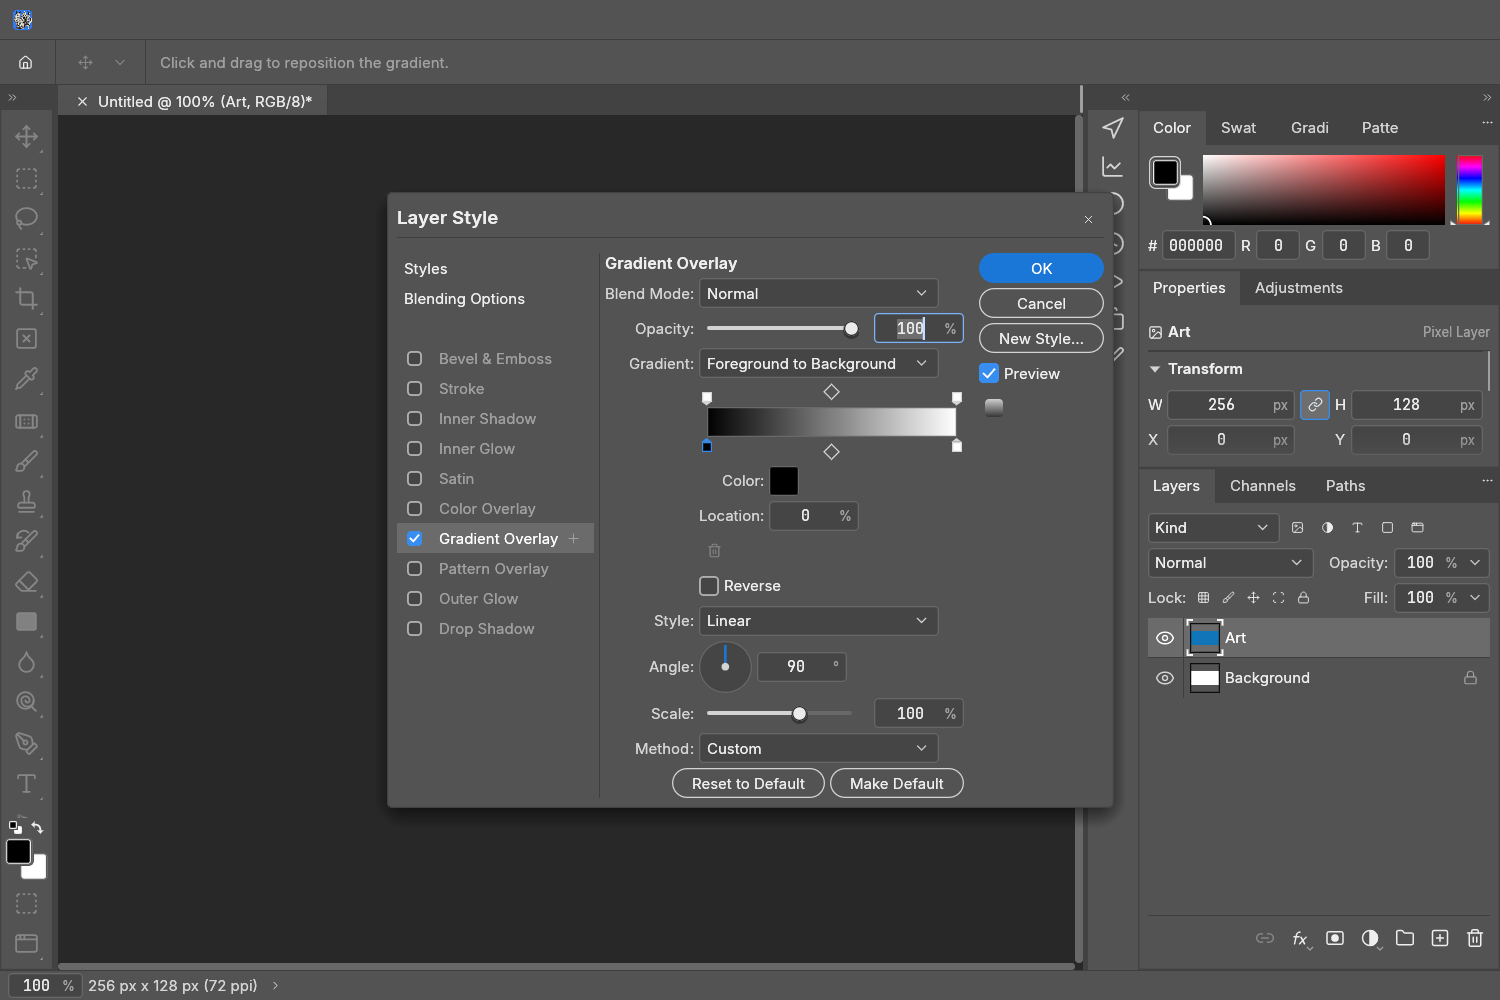 Click and drag to reposition the gradient.
Untitled @ 100% (Art, RGB/8)*
Color Swat Gradi Patte
# 000000 R 0 G 0 B 0
Properties Adjustments
Art Pixel Layer
Transform
W 256 px H 128 px
X 0 px Y 0 px
Layers Channels Paths
Kind
Normal Opacity: 100 %
Lock: Fill: 100 %
Art
Background
Layer Style
Styles
Blending Options
Bevel & Emboss
Stroke
Inner Shadow
Inner Glow
Satin
Color Overlay
Gradient Overlay
Pattern Overlay
Outer Glow
Drop Shadow
Gradient Overlay
Blend Mode: Normal
Opacity: 100 %
Gradient: Foreground to Background
Color:
Location: 0 %
Reverse
Style: Linear
Angle: 90 °
Scale: 100 %
Method: Custom
Reset to Default Make Default
OK
Cancel
New Style...
Preview
100 % 256 px x 128 px (72 ppi)